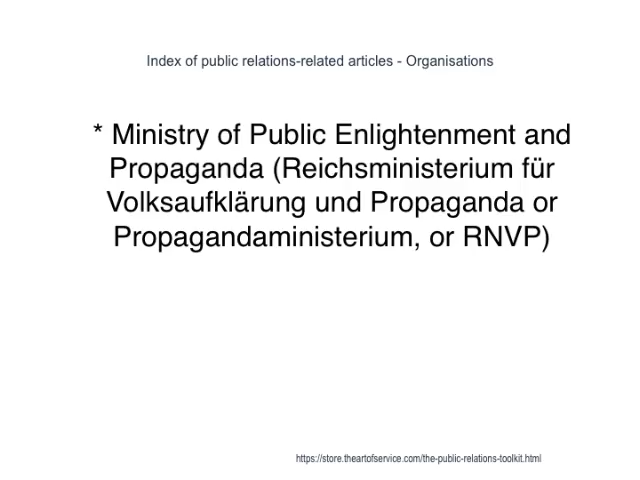 Index of public relations-related articles - Organisations
* Ministry of Public Enlightenment and
Propaganda (Reichsministerium für
Volksaufklärung und Propaganda or
Propagandaministerium, or RNVP)
https://store.theartofservice.com/the-public-relations-toolkit.html